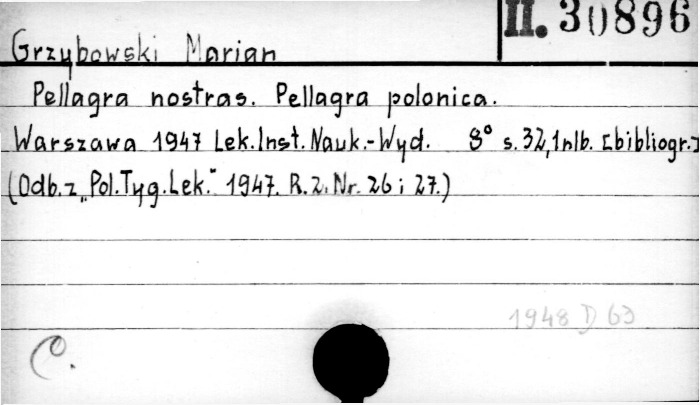 II. 30896
Grzybowski Marian
Pellagra nostras. Pellagra polonica.
Warszawa 1947 Lek.Inst.Nauk.-Wyd. 8° s.32,1nlb. [bibliogr.]
(Odb.z „Pol.Tyg.Lek." 1947. R.2. Nr. 26 i 27.)
1948 D 63
C.